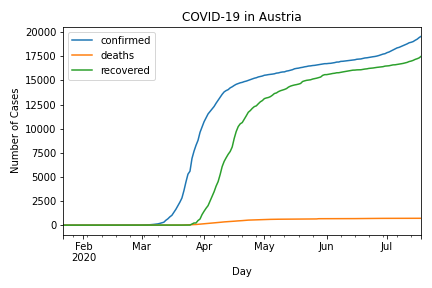 COVID-19 in Austria
confirmed
deaths
recovered
Number of Cases
20000
17500
15000
12500
10000
7500
5000
2500
0
Feb Mar Apr May Jun Jul
2020
Day